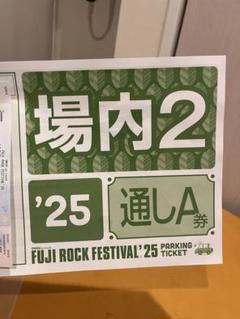 場内2
'25
通しA券
FUJI ROCK FESTIVAL'25 PARKING TICKET